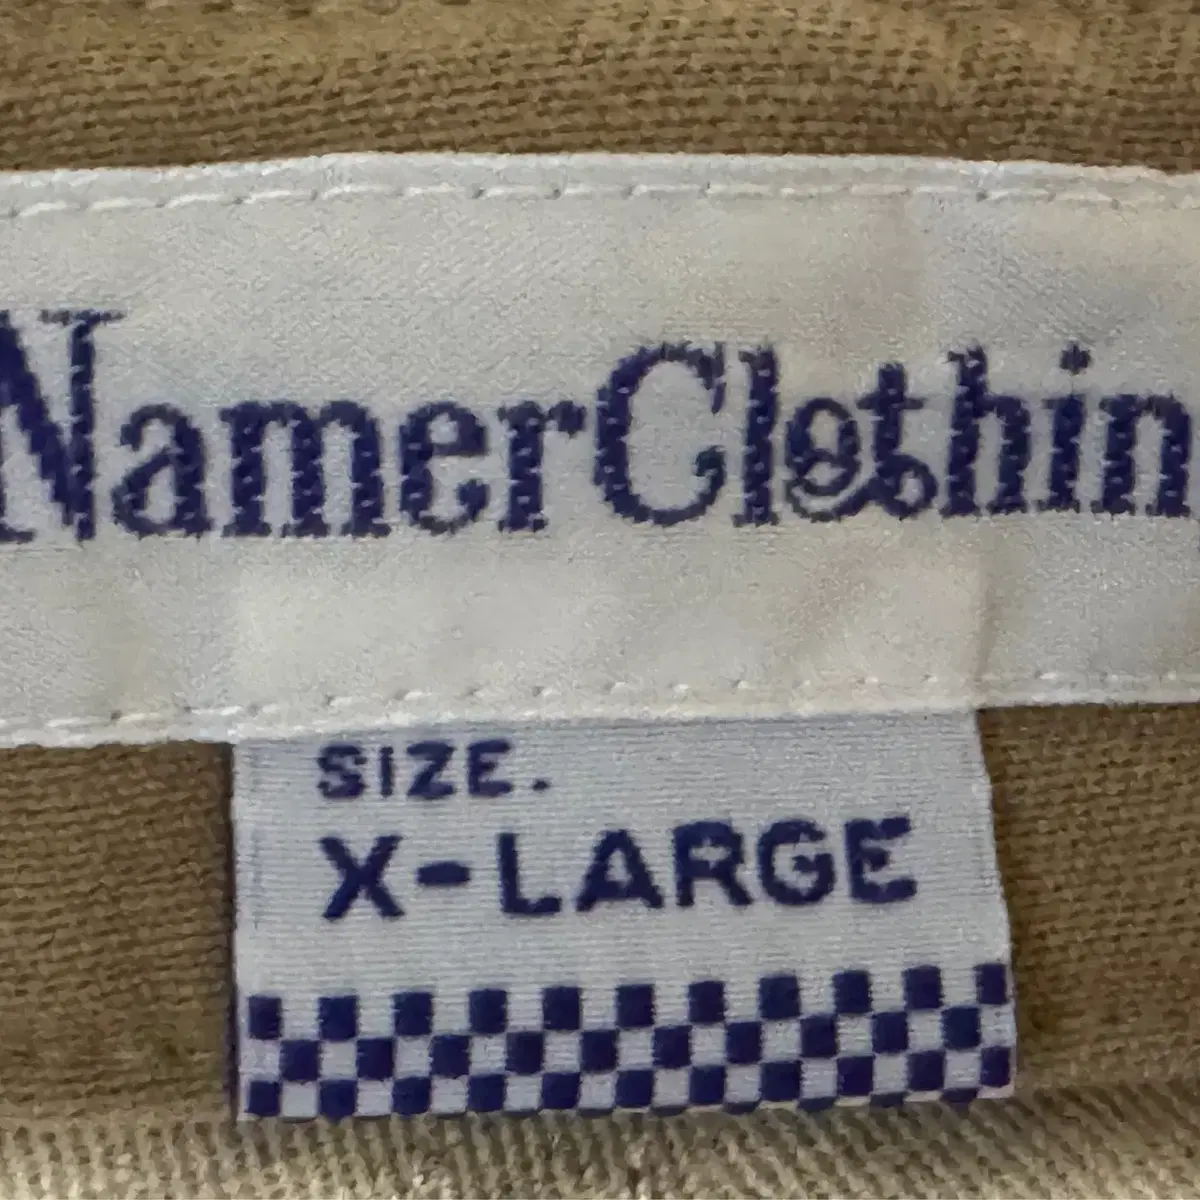 NamerClothin
SIZE.
X-LARGE